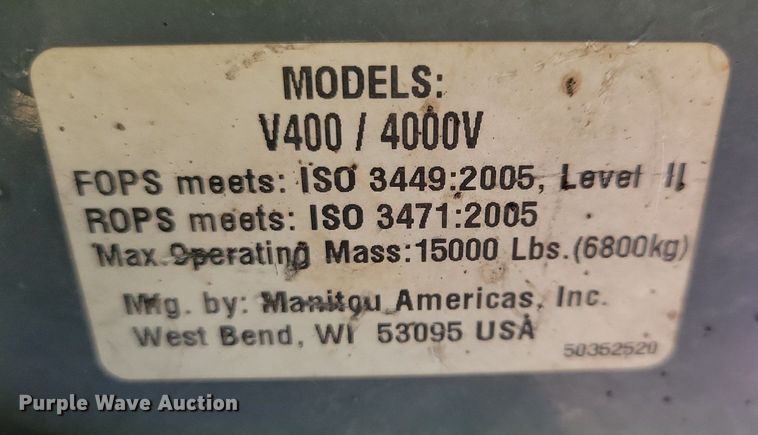 MODELS:
V400 / 4000V
FOPS meets: ISO 3449:2005, Level II
ROPS meets: ISO 3471:2005
Max. Operating Mass:15000 Lbs.(6800kg)
Mfg. by: Manitou Americas, Inc.
West Bend, WI 53095 USA
50352520
Purple Wave Auction